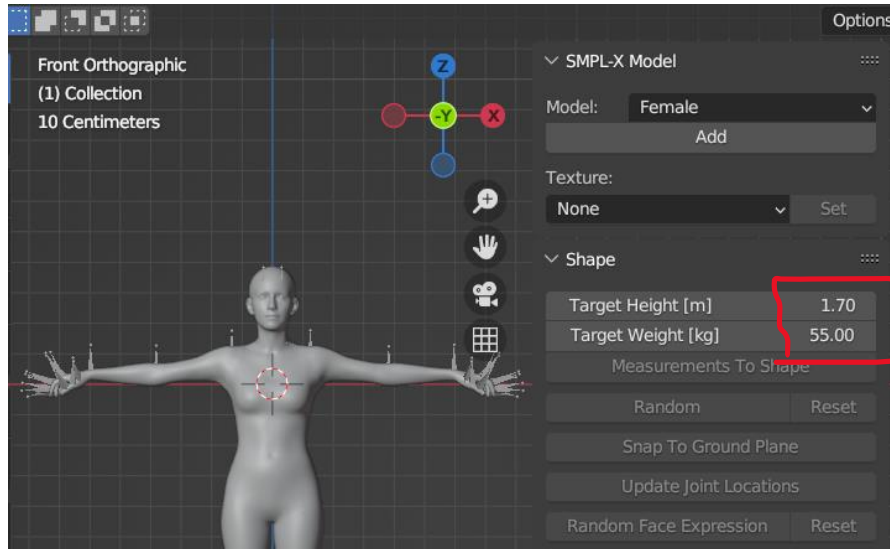 Options
Front Orthographic
(1) Collection
10 Centimeters
Z
-Y
X
SMPL-X Model
Model: Female
Add
Texture:
None Set
Shape
Target Height [m] 1.70
Target Weight [kg] 55.00
Measurements To Shape
Random Reset
Snap To Ground Plane
Update Joint Locations
Random Face Expression Reset